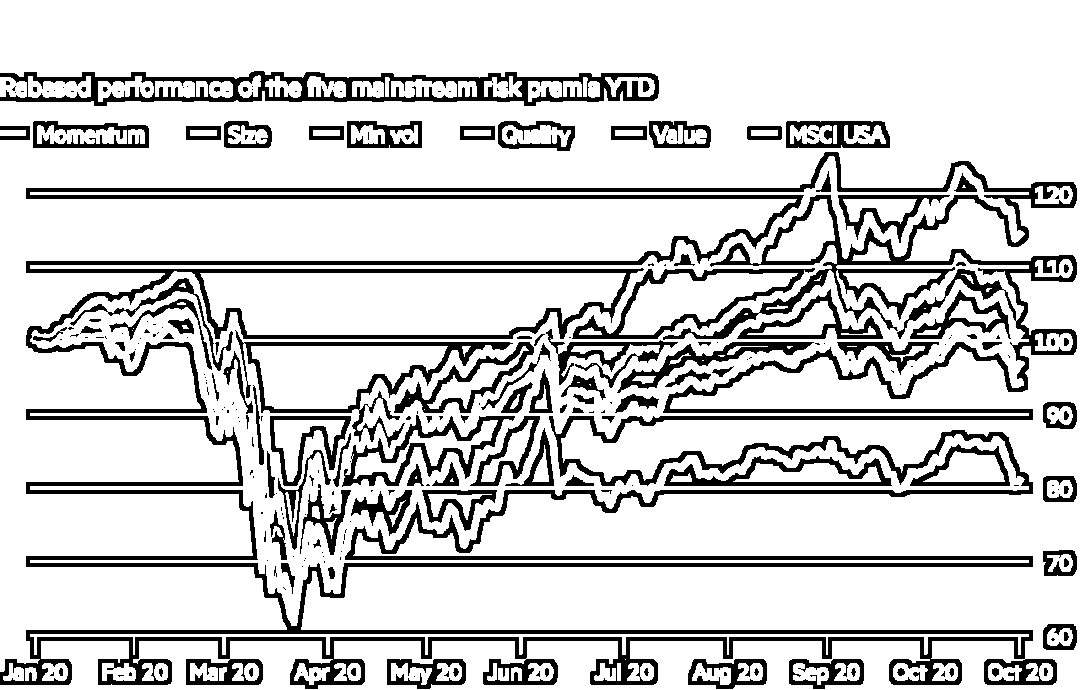 Rebased performance of the five mainstream risk premia YTD
Momentum Size Min vol Quality Value MSCI USA
120
110
100
90
80
70
60
Jan 20 Feb 20 Mar 20 Apr 20 May 20 Jun 20 Jul 20 Aug 20 Sep 20 Oct 20 Oct 20